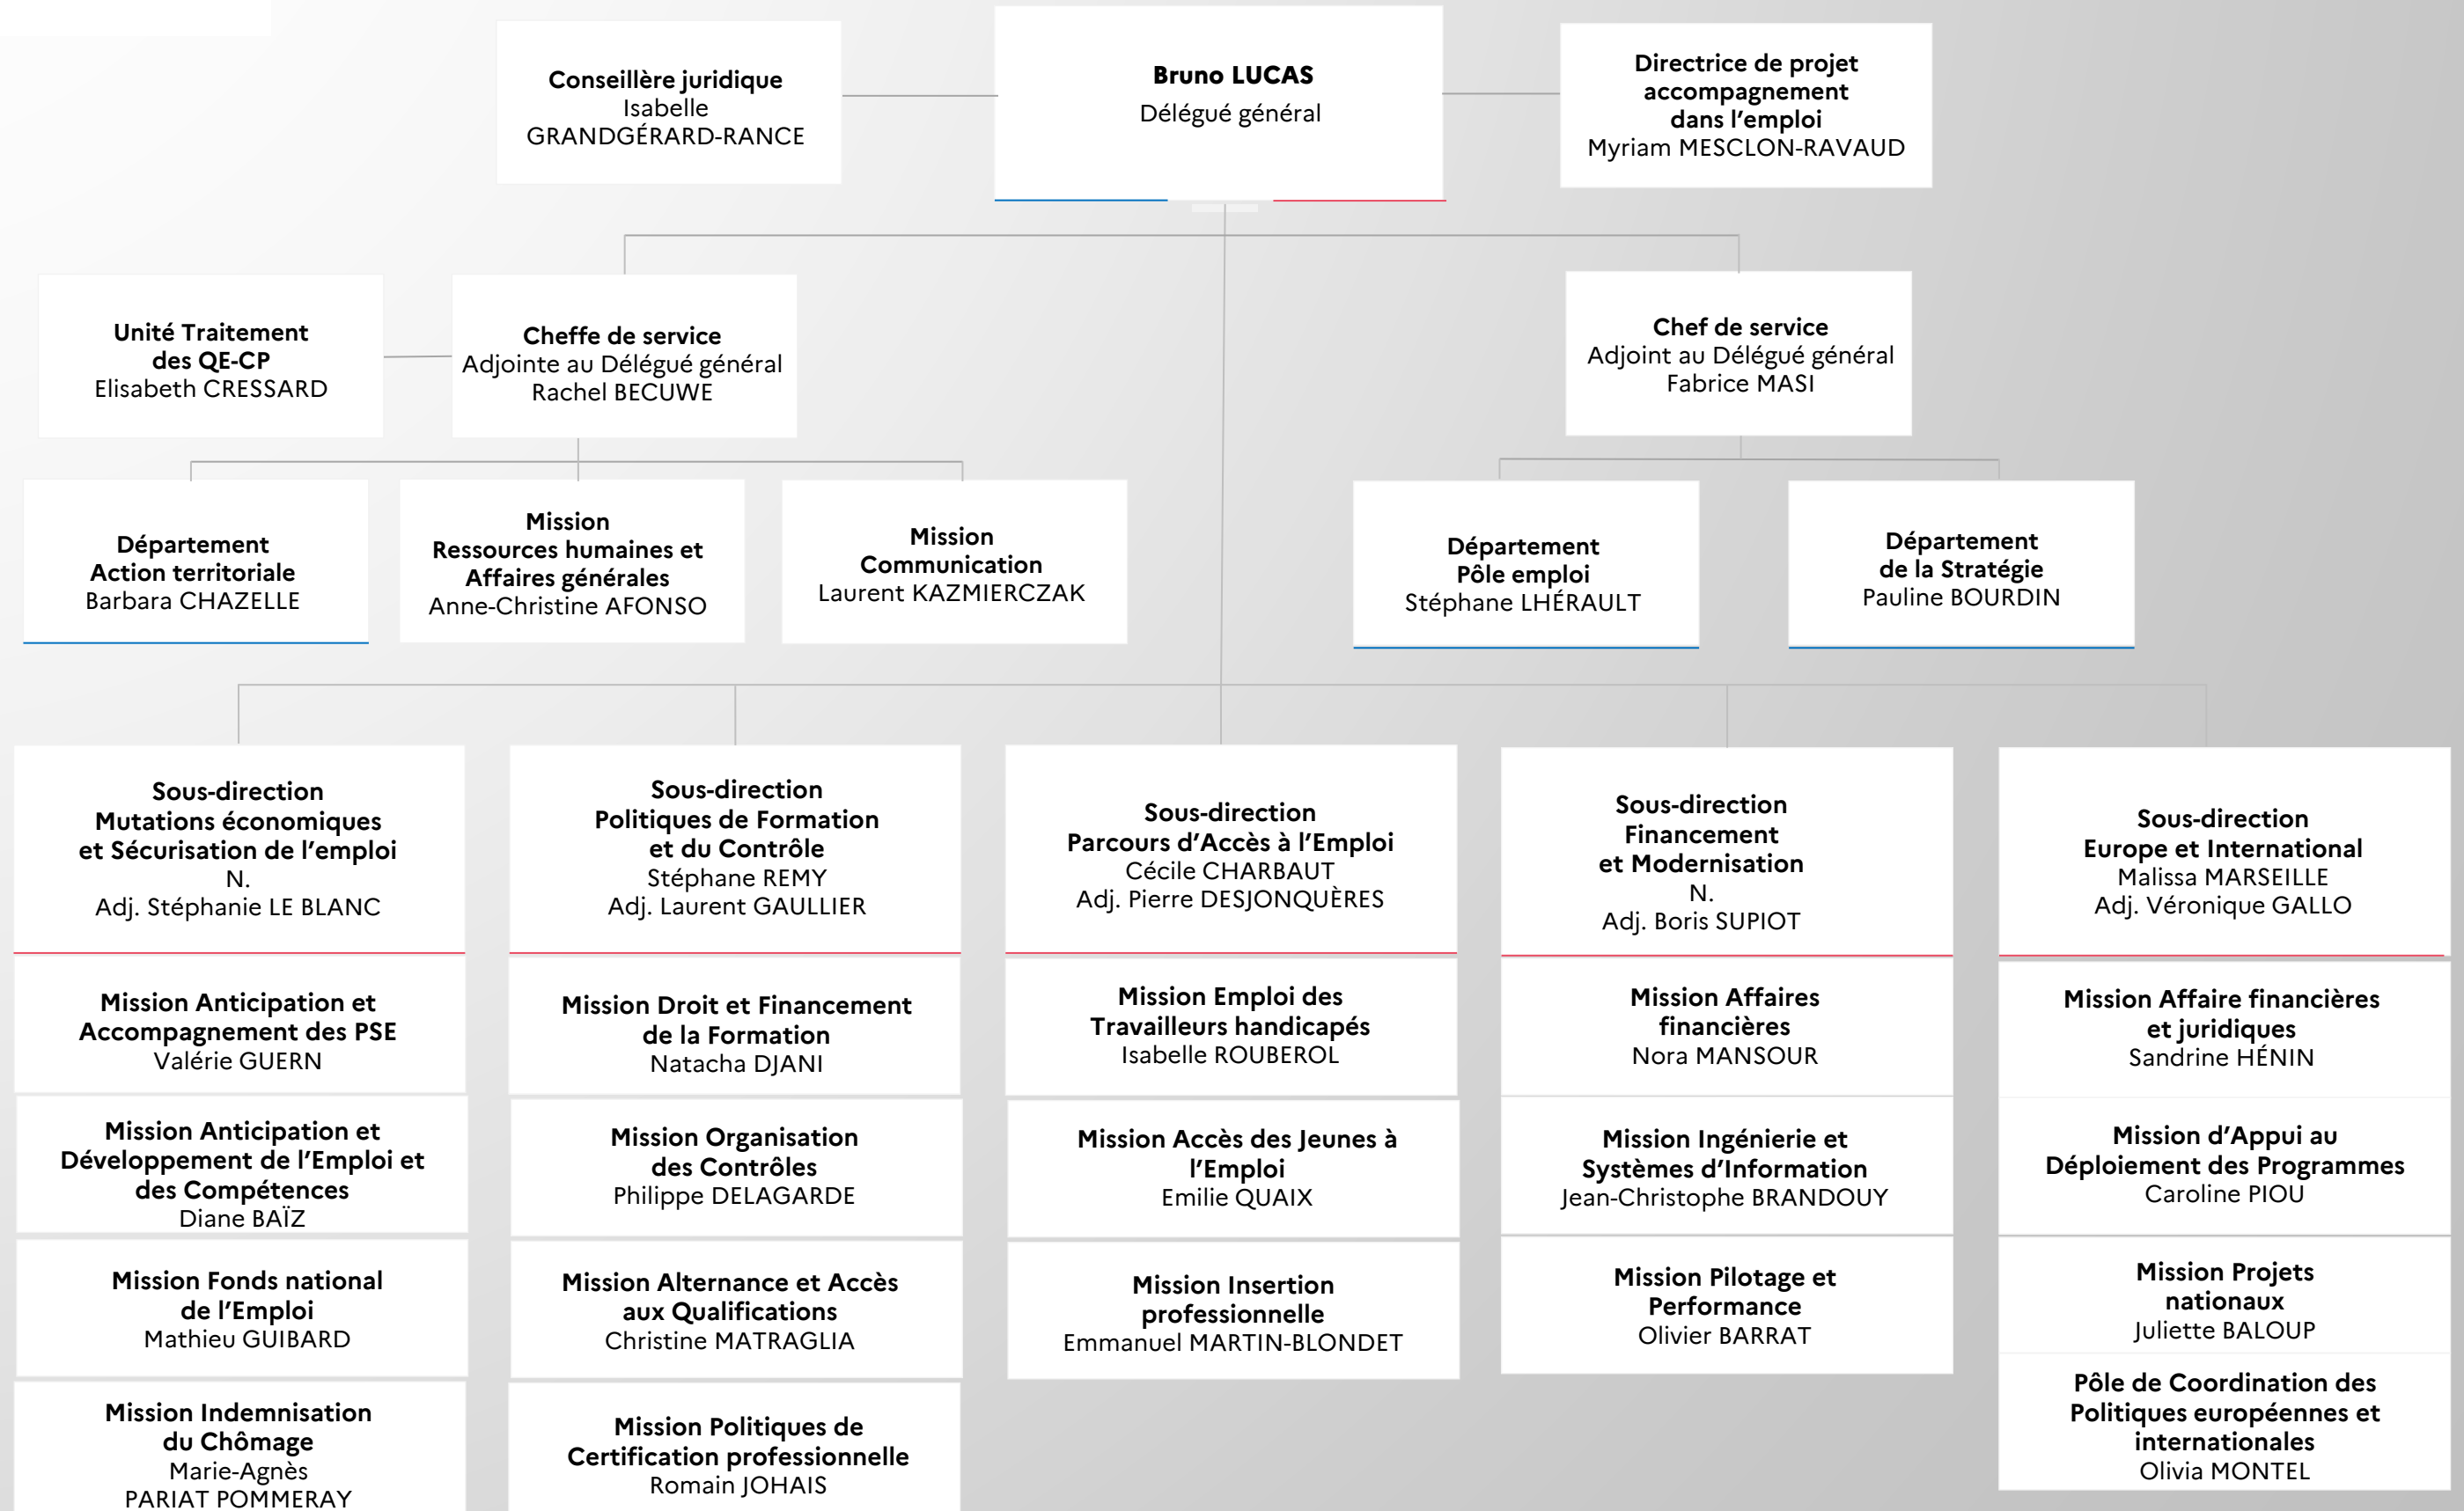 Conseillère juridique
Isabelle
GRANDGÉRARD-RANCE
Bruno LUCAS
Délégué général
Directrice de projet
accompagnement
dans l'emploi
Myriam MESCLON-RAVAUD
Unité Traitement
des QE-CP
Elisabeth CRESSARD
Cheffe de service
Adjointe au Délégué général
Rachel BECUWE
Chef de service
Adjoint au Délégué général
Fabrice MASI
Département
Action territoriale
Barbara CHAZELLE
Mission
Ressources humaines et
Affaires générales
Anne-Christine AFONSO
Mission
Communication
Laurent KAZMIERCZAK
Département
Pôle emploi
Stéphane LHÉRAULT
Département
de la Stratégie
Pauline BOURDIN
Sous-direction
Mutations économiques
et Sécurisation de l'emploi
N.
Adj. Stéphanie LE BLANC
Mission Anticipation et
Accompagnement des PSE
Valérie GUERN
Mission Anticipation et
Développement de l'Emploi et
des Compétences
Diane BAÏZ
Mission Fonds national
de l'Emploi
Mathieu GUIBARD
Mission Indemnisation
du Chômage
Marie-Agnès
PARIAT POMMERAY
Sous-direction
Politiques de Formation
et du Contrôle
Stéphane REMY
Adj. Laurent GAULLIER
Mission Droit et Financement
de la Formation
Natacha DJANI
Mission Organisation
des Contrôles
Philippe DELAGARDE
Mission Alternance et Accès
aux Qualifications
Christine MATRAGLIA
Mission Politiques de
Certification professionnelle
Romain JOHAIS
Sous-direction
Parcours d'Accès à l'Emploi
Cécile CHARBAUT
Adj. Pierre DESJONQUÈRES
Mission Emploi des
Travailleurs handicapés
Isabelle ROUBEROL
Mission Accès des Jeunes à
l'Emploi
Emilie QUAIX
Mission Insertion
professionnelle
Emmanuel MARTIN-BLONDET
Sous-direction
Financement
et Modernisation
N.
Adj. Boris SUPIOT
Mission Affaires
financières
Nora MANSOUR
Mission Ingénierie et
Systèmes d'Information
Jean-Christophe BRANDOUY
Mission Pilotage et
Performance
Olivier BARRAT
Sous-direction
Europe et International
Malissa MARSEILLE
Adj. Véronique GALLO
Mission Affaire financières
et juridiques
Sandrine HÉNIN
Mission d'Appui au
Déploiement des Programmes
Caroline PIOU
Mission Projets
nationaux
Juliette BALOUP
Pôle de Coordination des
Politiques européennes et
internationales
Olivia MONTEL